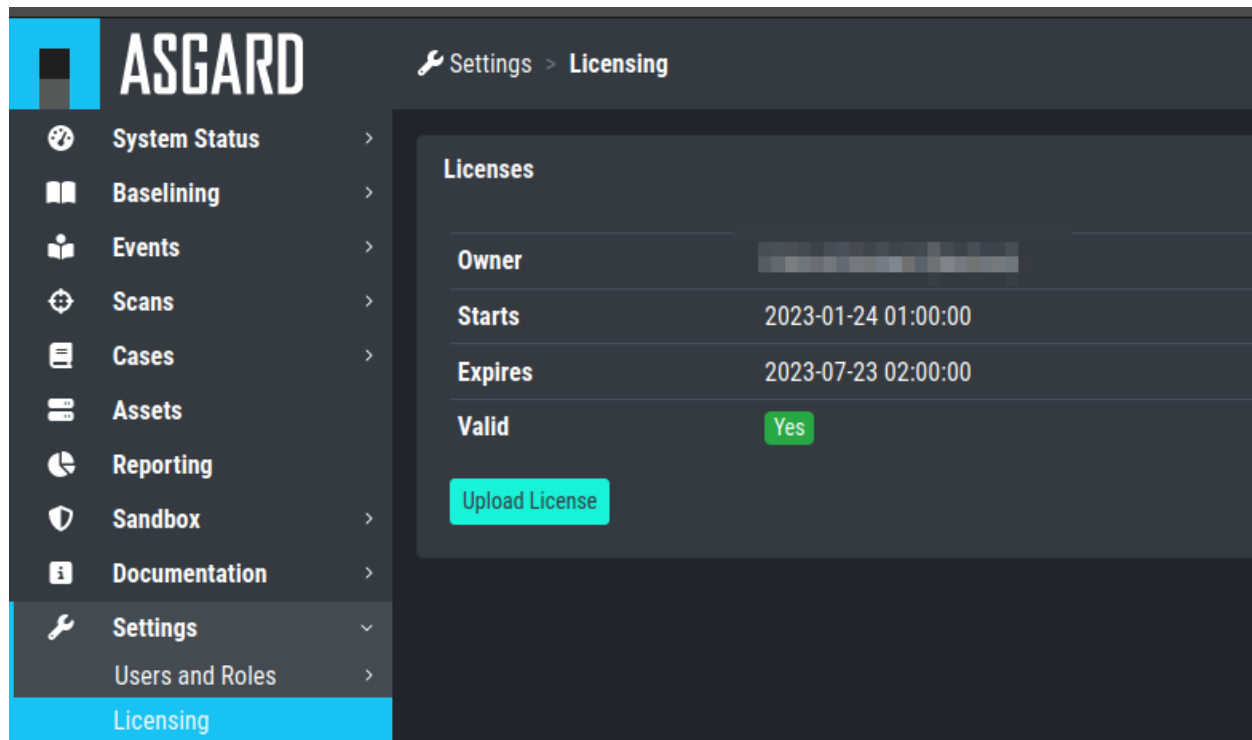 ASGARD
Settings > Licensing
System Status
Baselining
Events
Scans
Cases
Assets
Reporting
Sandbox
Documentation
Settings
Users and Roles
Licensing
Licenses
Owner
Starts 2023-01-24 01:00:00
Expires 2023-07-23 02:00:00
Valid Yes
Upload License